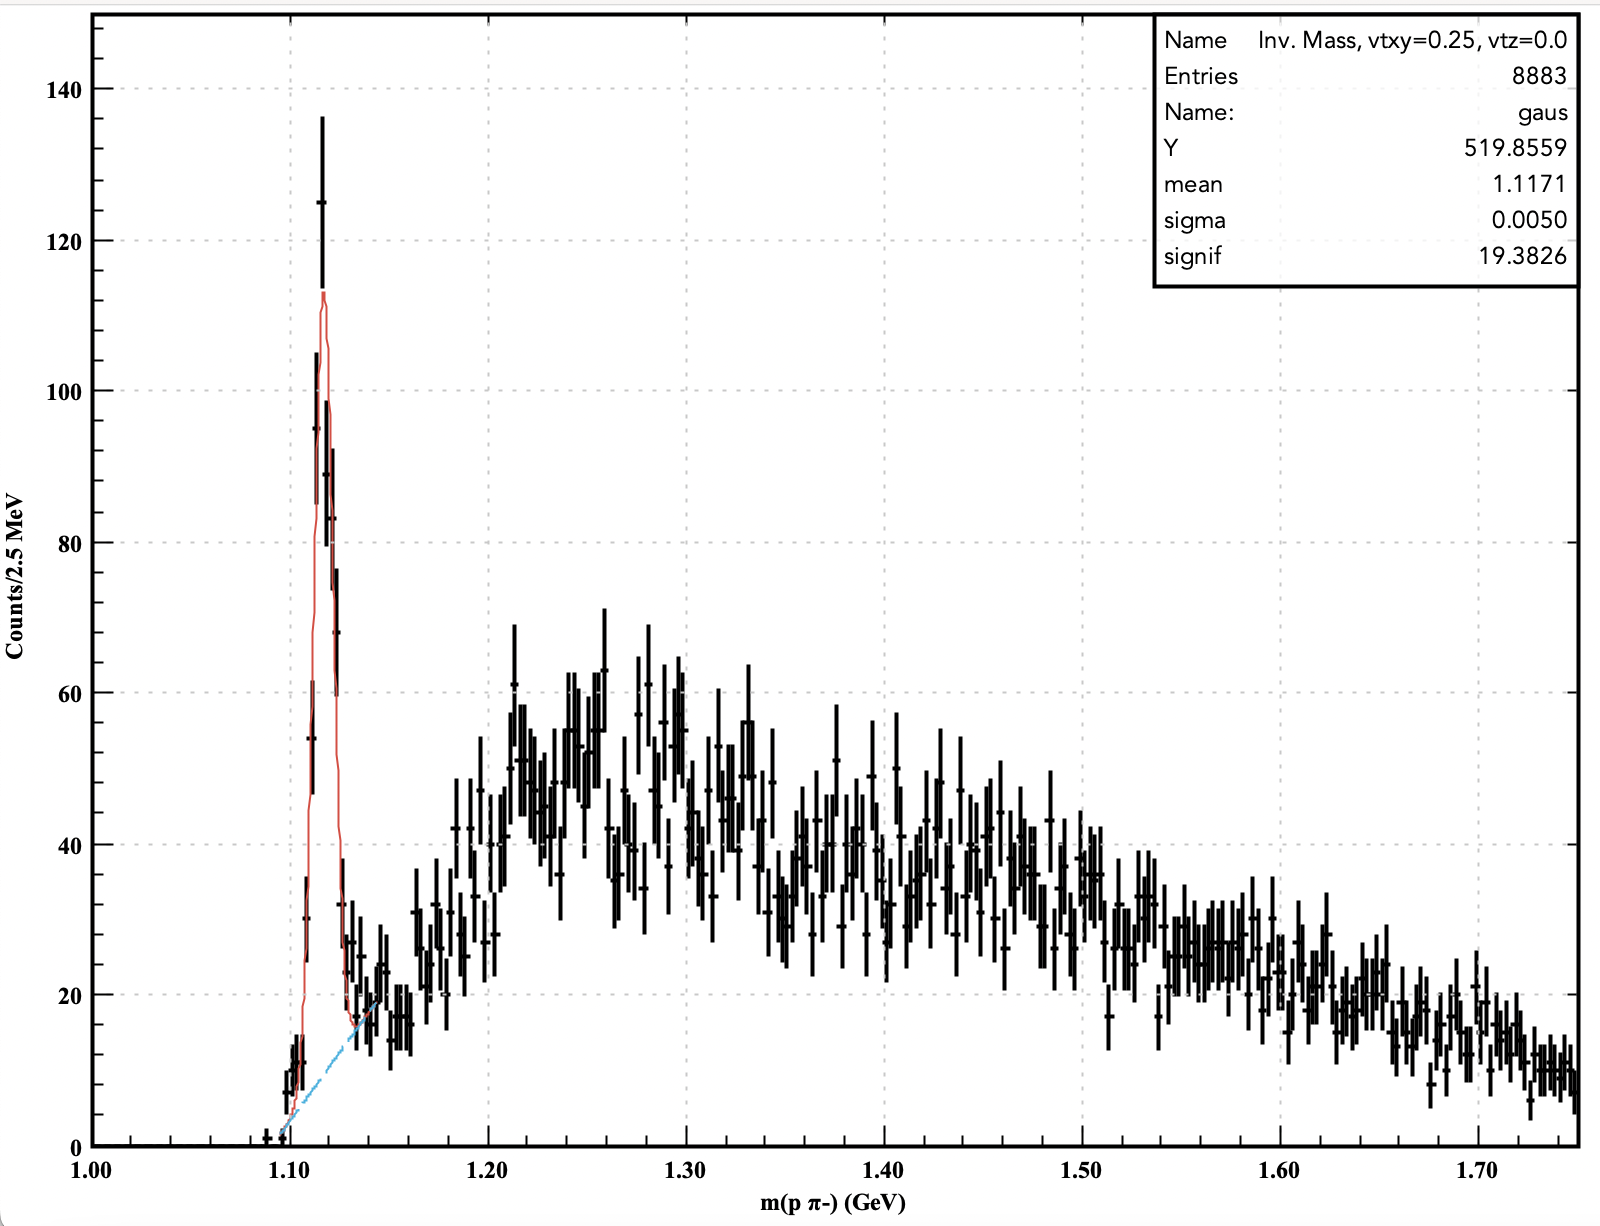 Name Inv. Mass, vtxy=0.25, vtz=0.0
Entries 8883
Name: gaus
Y 519.8559
mean 1.1171
sigma 0.0050
signif 19.3826
140
120
100
80
60
40
20
0
Counts/2.5 MeV
1.00 1.10 1.20 1.30 1.40 1.50 1.60 1.70
m(p π-) (GeV)